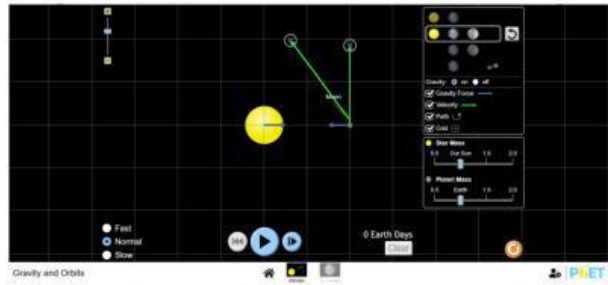 Moon
Gravity on off
Gravity Force
Velocity
Path
Grid
Star Mass
0.5 Our Sun 1.5 2.0
Planet Mass
0.5 Earth 1.5 2.0
Fast
Normal
Slow
0 Earth Days
Clear
Gravity and Orbits
PhET